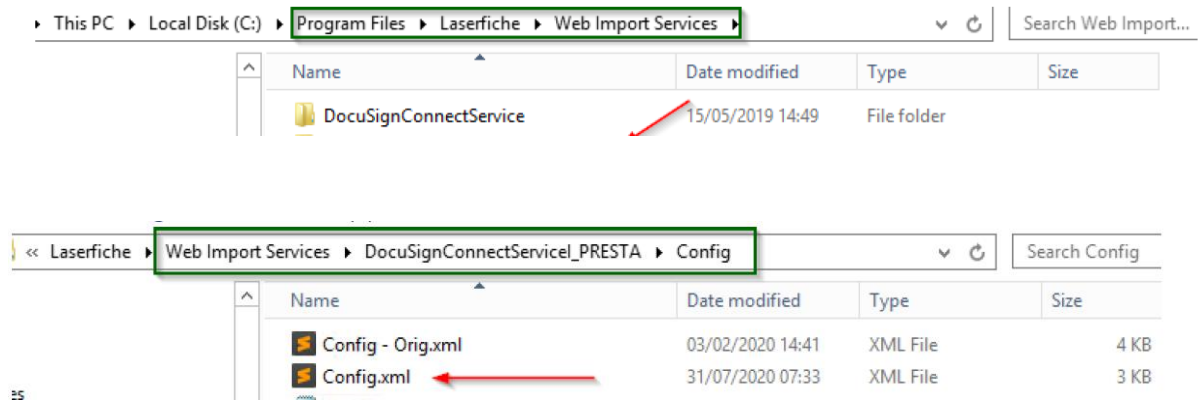 This PC Local Disk (C:) Program Files Laserfiche Web Import Services Search Web Import...
Name Date modified Type Size
DocuSignConnectService 15/05/2019 14:49 File folder
« Laserfiche Web Import Services DocuSignConnectServicel_PRESTA Config Search Config
Name Date modified Type Size
Config - Orig.xml 03/02/2020 14:41 XML File 4 KB
Config.xml 31/07/2020 07:33 XML File 3 KB
es